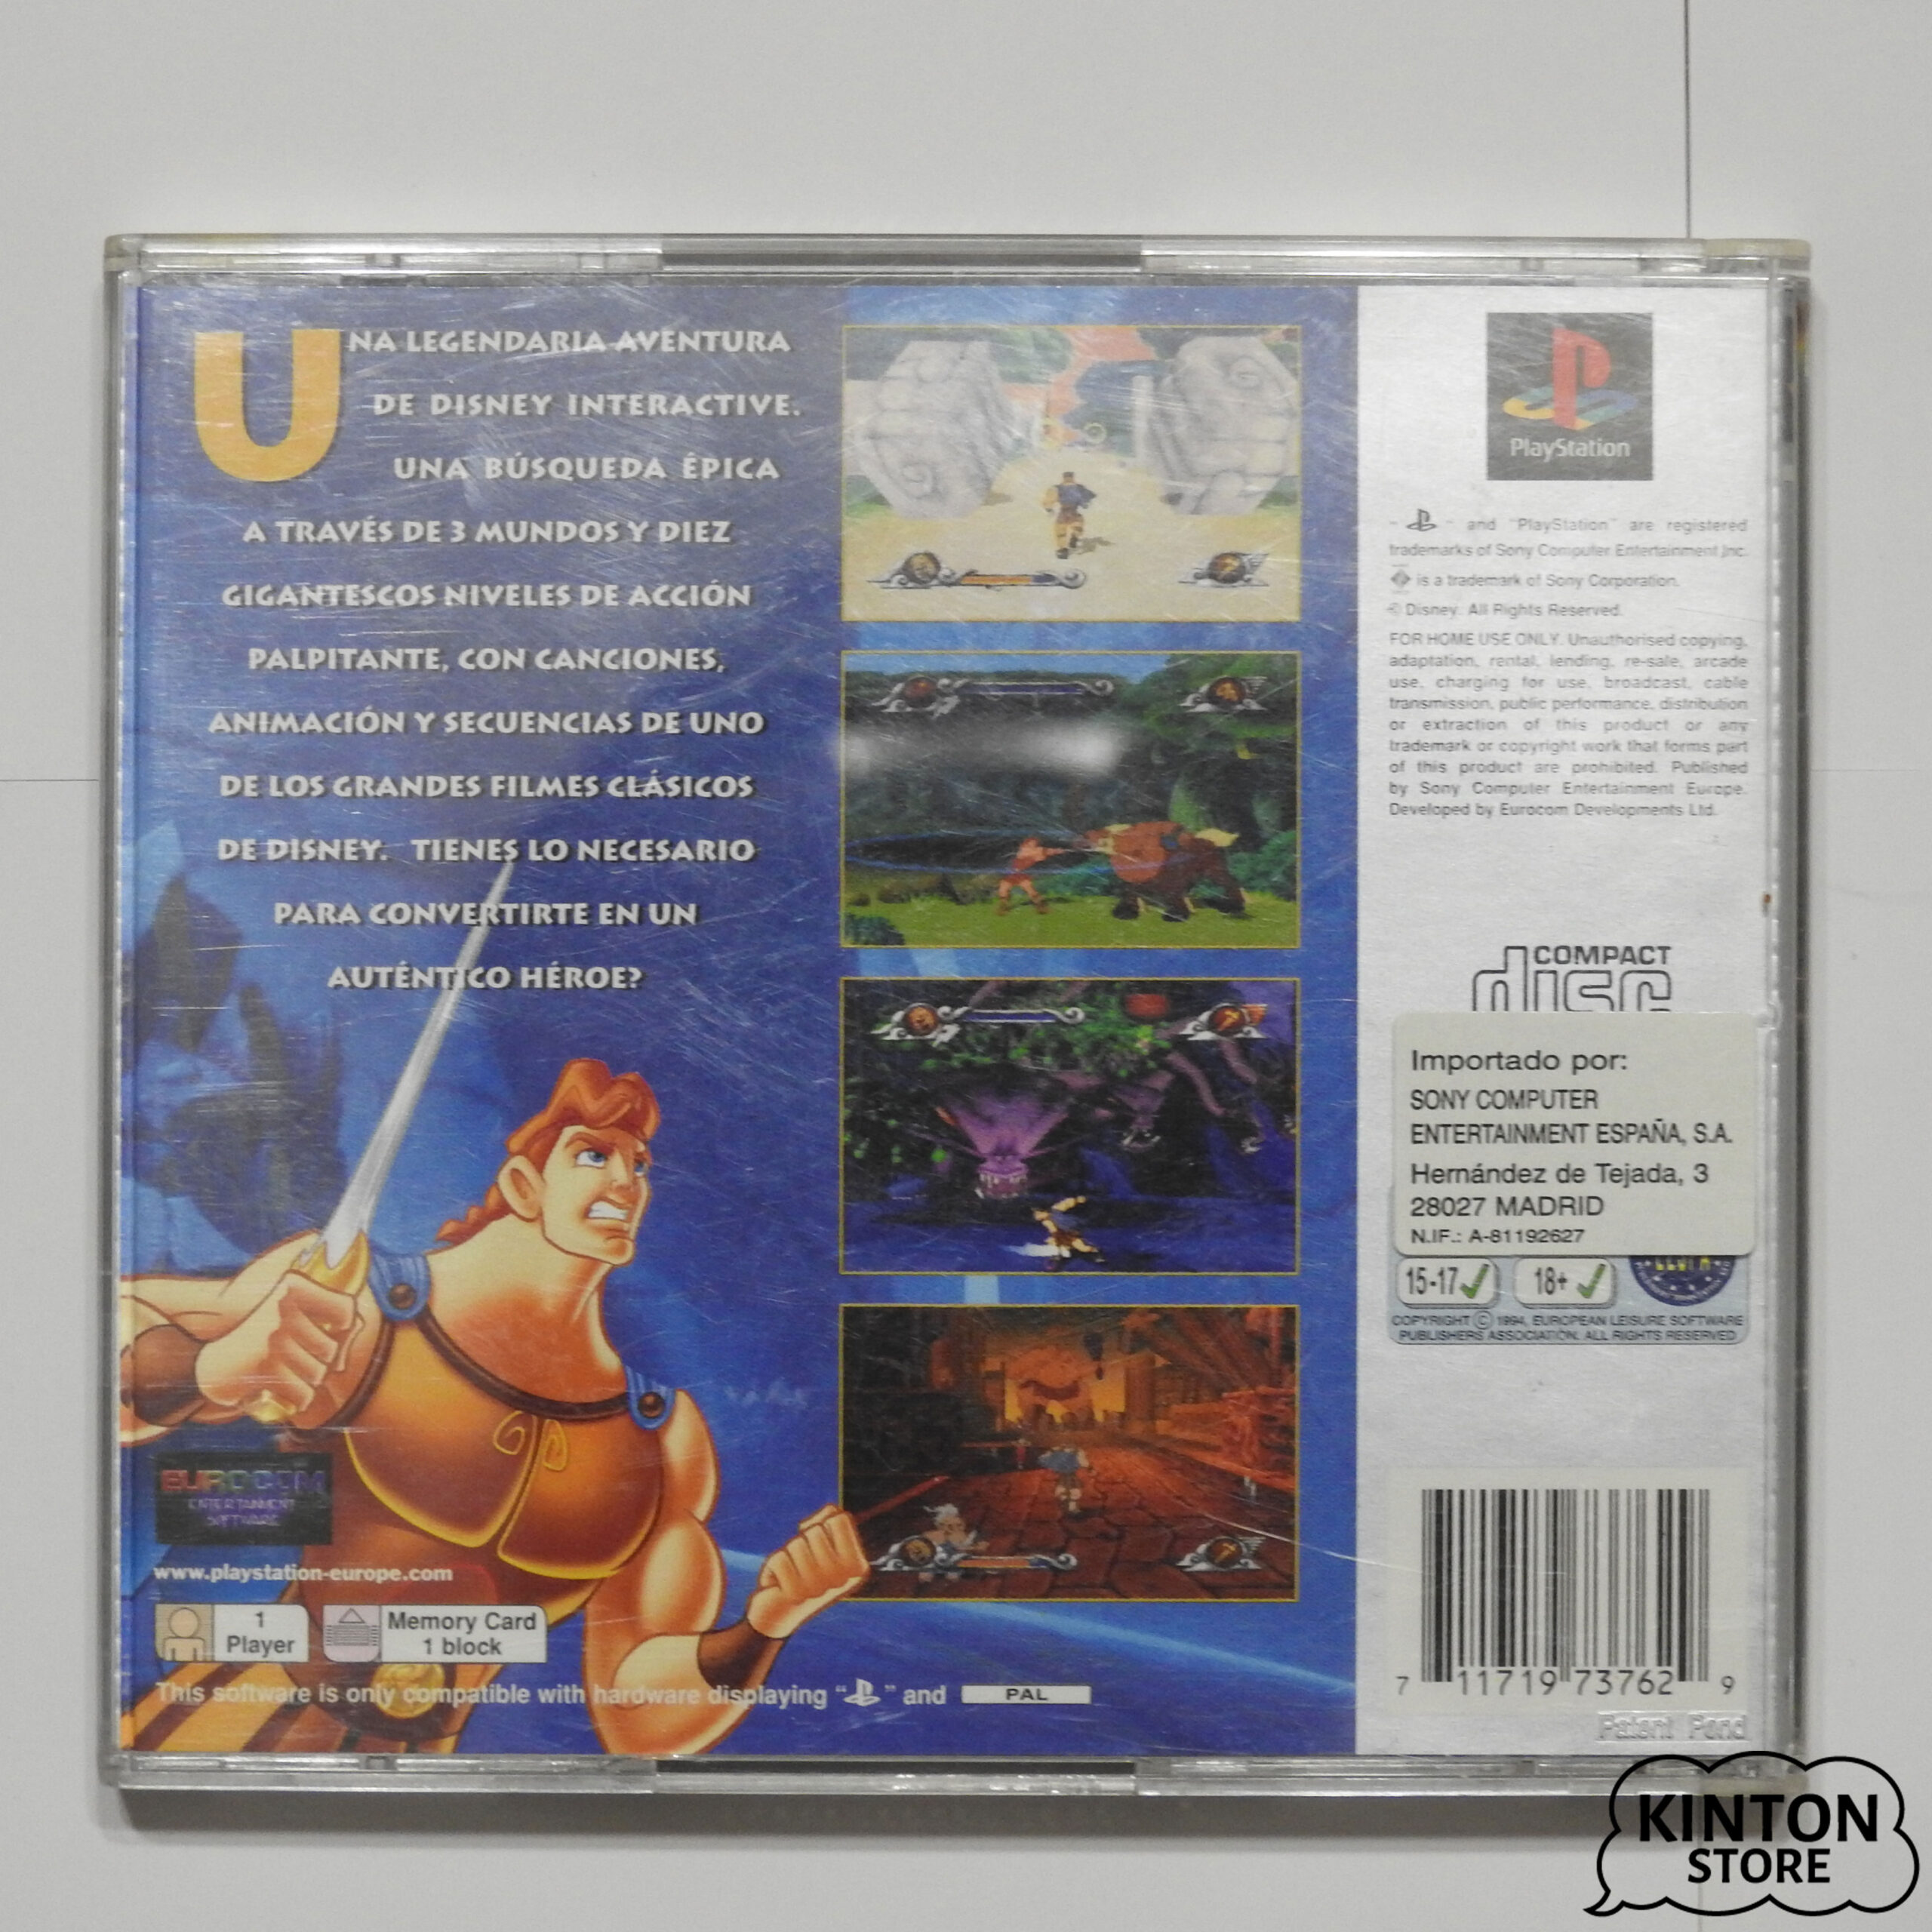 UNA LEGENDARIA AVENTURA
DE DISNEY INTERACTIVE.
UNA BÚSQUEDA ÉPICA
A TRAVÉS DE 3 MUNDOS Y DIEZ
GIGANTESCOS NIVELES DE ACCIÓN
PALPITANTE, CON CANCIONES,
ANIMACIÓN Y SECUENCIAS DE UNO
DE LOS GRANDES FILMES CLÁSICOS
DE DISNEY. TIENES LO NECESARIO
PARA CONVERTIRTE EN UN
AUTÉNTICO HÉROE?
EUROCOM
ENTERTAINMENT
SOFTWARE
www.playstation-europe.com
1
Player
Memory Card
1 block
This software is only compatible with hardware displaying " " and PAL
PlayStation
" " and "PlayStation" are registered
trademarks of Sony Computer Entertainment Inc.
is a trademark of Sony Corporation.
© Disney. All Rights Reserved.
FOR HOME USE ONLY. Unauthorised copying,
adaptation, rental, lending, re-sale, arcade
use, charging for use, broadcast, cable
transmission, public performance, distribution
or extraction of this product or any
trademark or copyright work that forms part
of this product are prohibited. Published
by Sony Computer Entertainment Europe.
Developed by Eurocom Developments Ltd.
COMPACT
disc
Importado por:
SONY COMPUTER
ENTERTAINMENT ESPAÑA, S.A.
Hernández de Tejada, 3
28027 MADRID
N.IF.: A-81192627
15-17 18+
COPYRIGHT © 1994, EUROPEAN LEISURE SOFTWARE
PUBLISHERS ASSOCIATION. ALL RIGHTS RESERVED
7 11719 73762 9
Patent Pend
KINTON
STORE